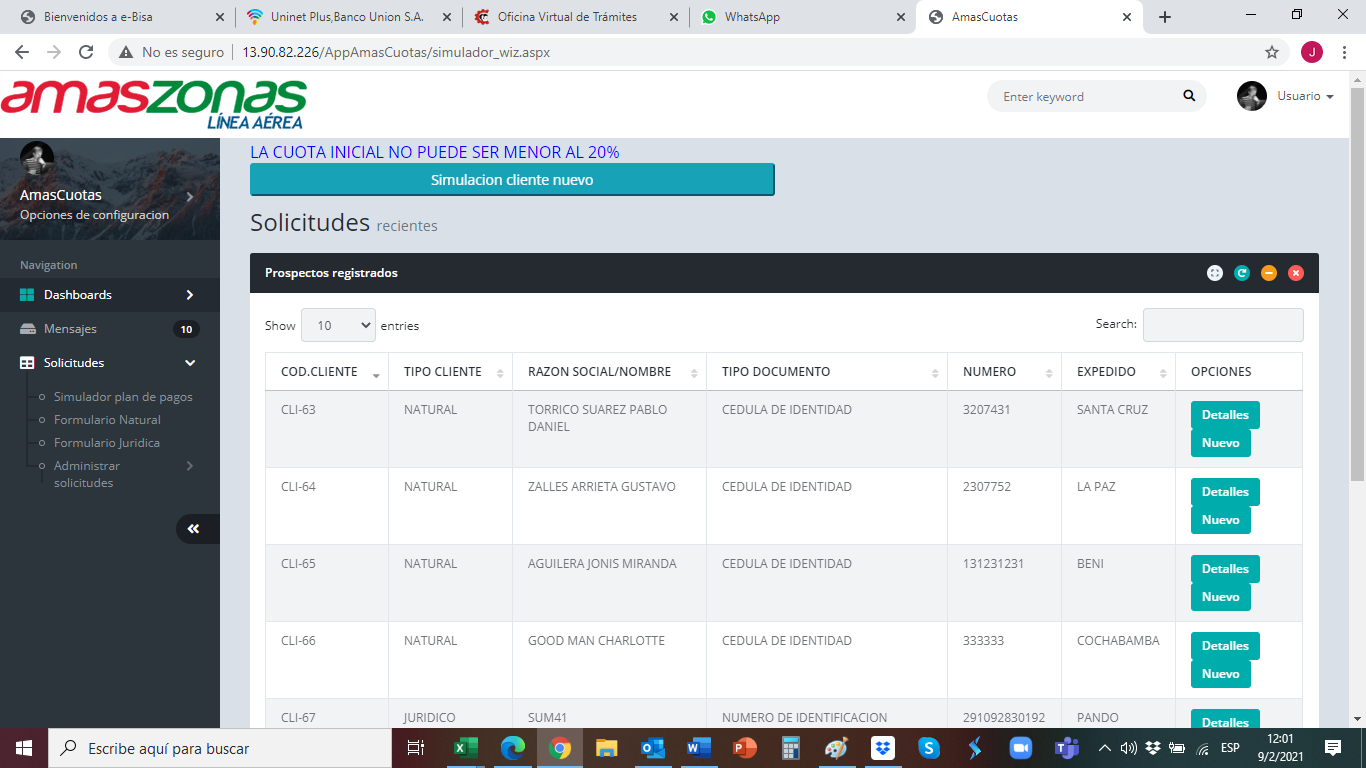 Bienvenidos a e-Bisa
Uninet Plus,Banco Union S.A.
Oficina Virtual de Trámites
WhatsApp
AmasCuotas
No es seguro
13.90.82.226/AppAmasCuotas/simulador_wiz.aspx
J
amaszonas
LÍNEA AÉREA
Enter keyword
Usuario
AmasCuotas
Opciones de configuracion
Navigation
Dashboards
Mensajes
10
Solicitudes
Simulador plan de pagos
Formulario Natural
Formulario Juridica
Administrar
solicitudes
LA CUOTA INICIAL NO PUEDE SER MENOR AL 20%
Simulacion cliente nuevo
Solicitudes recientes
Prospectos registrados
Show 10 entries
Search:
COD.CLIENTE TIPO CLIENTE RAZON SOCIAL/NOMBRE TIPO DOCUMENTO NUMERO EXPEDIDO OPCIONES
CLI-63 NATURAL TORRICO SUAREZ PABLO CEDULA DE IDENTIDAD 3207431 SANTA CRUZ Detalles
DANIEL
Nuevo
CLI-64 NATURAL ZALLES ARRIETA GUSTAVO CEDULA DE IDENTIDAD 2307752 LA PAZ Detalles
Nuevo
CLI-65 NATURAL AGUILERA JONIS MIRANDA CEDULA DE IDENTIDAD 131231231 BENI Detalles
Nuevo
CLI-66 NATURAL GOOD MAN CHARLOTTE CEDULA DE IDENTIDAD 333333 COCHABAMBA Detalles
Nuevo
CLI-67 JURIDICO SUM41 NUMERO DE IDENTIFICACION 291092830192 PANDO Detalles
Escribe aquí para buscar
ESP
12:01
9/2/2021